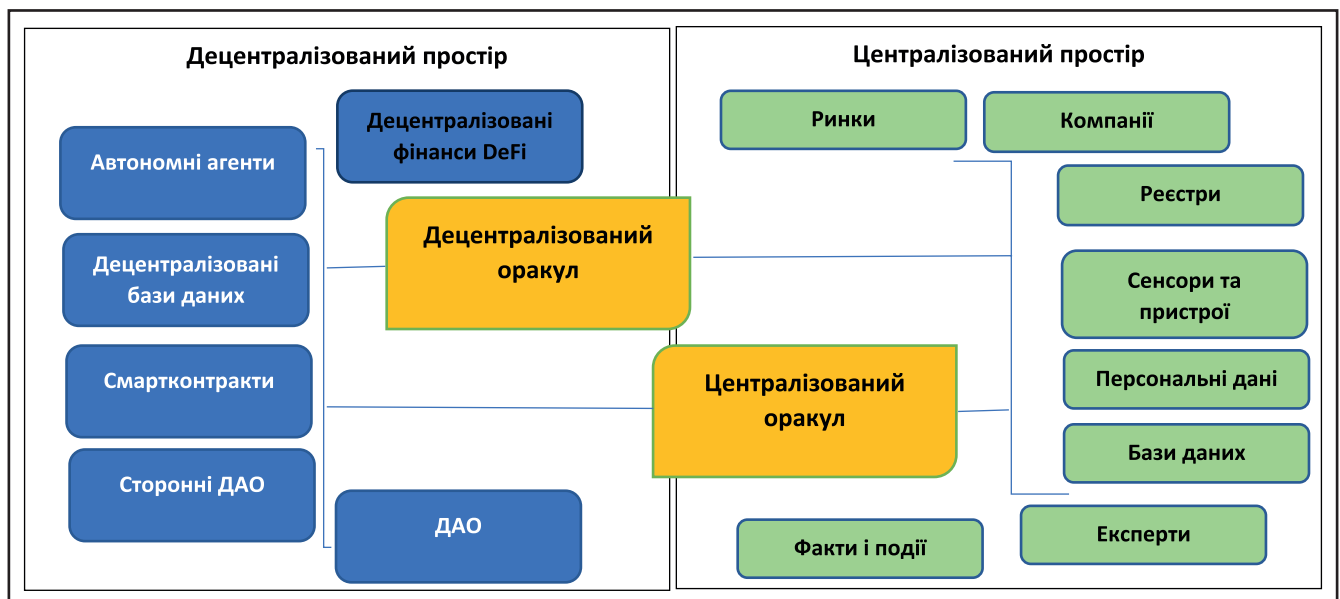 Децентралізований простір
Децентралізовані
фінанси DeFi
Автономні агенти
Децентралізований
оракул
Децентралізовані
бази даних
Смартконтракти
Сторонні ДАО
ДАО
Централізований простір
Ринки
Компанії
Реєстри
Сенсори та
пристрої
Централізований
оракул
Персональні дані
Бази даних
Експерти
Факти і події